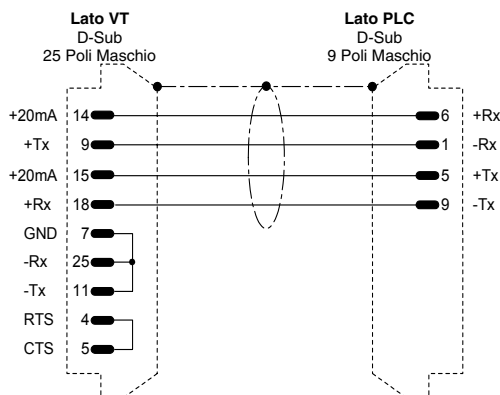 Lato VT
D-Sub
25 Poli Maschio
Lato PLC
D-Sub
9 Poli Maschio
+20mA 14
6 +Rx
+Tx 9
1 -Rx
+20mA 15
5 +Tx
+Rx 18
9 -Tx
GND 7
-Rx 25
-Tx 11
RTS 4
CTS 5